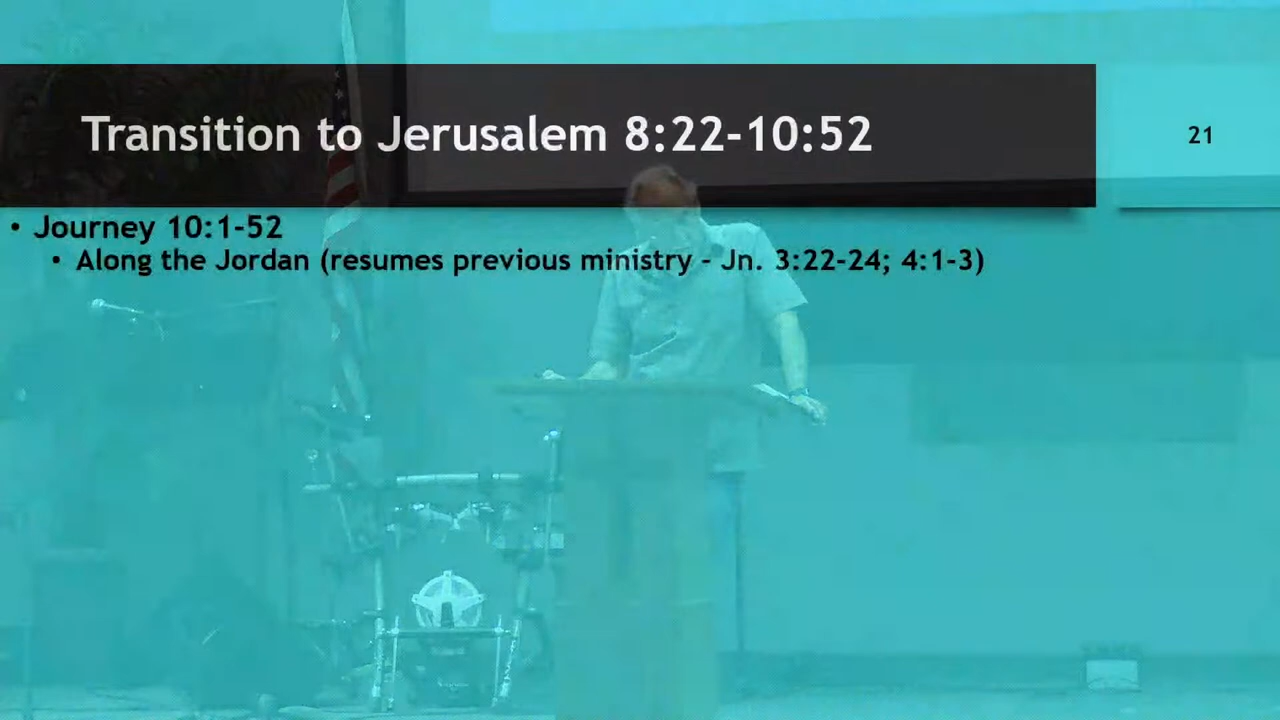 Transition to Jerusalem 8:22-10:52
21
• Journey 10:1-52
• Along the Jordan (resumes previous ministry - Jn. 3:22-24; 4:1-3)